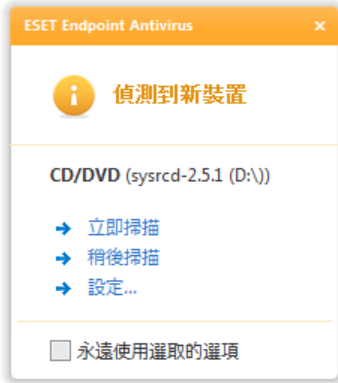 ESET Endpoint Antivirus
偵測到新裝置
CD/DVD (sysrcd-2.5.1 (D:\))
立即掃描
稍後掃描
設定...
永遠使用選取的選項